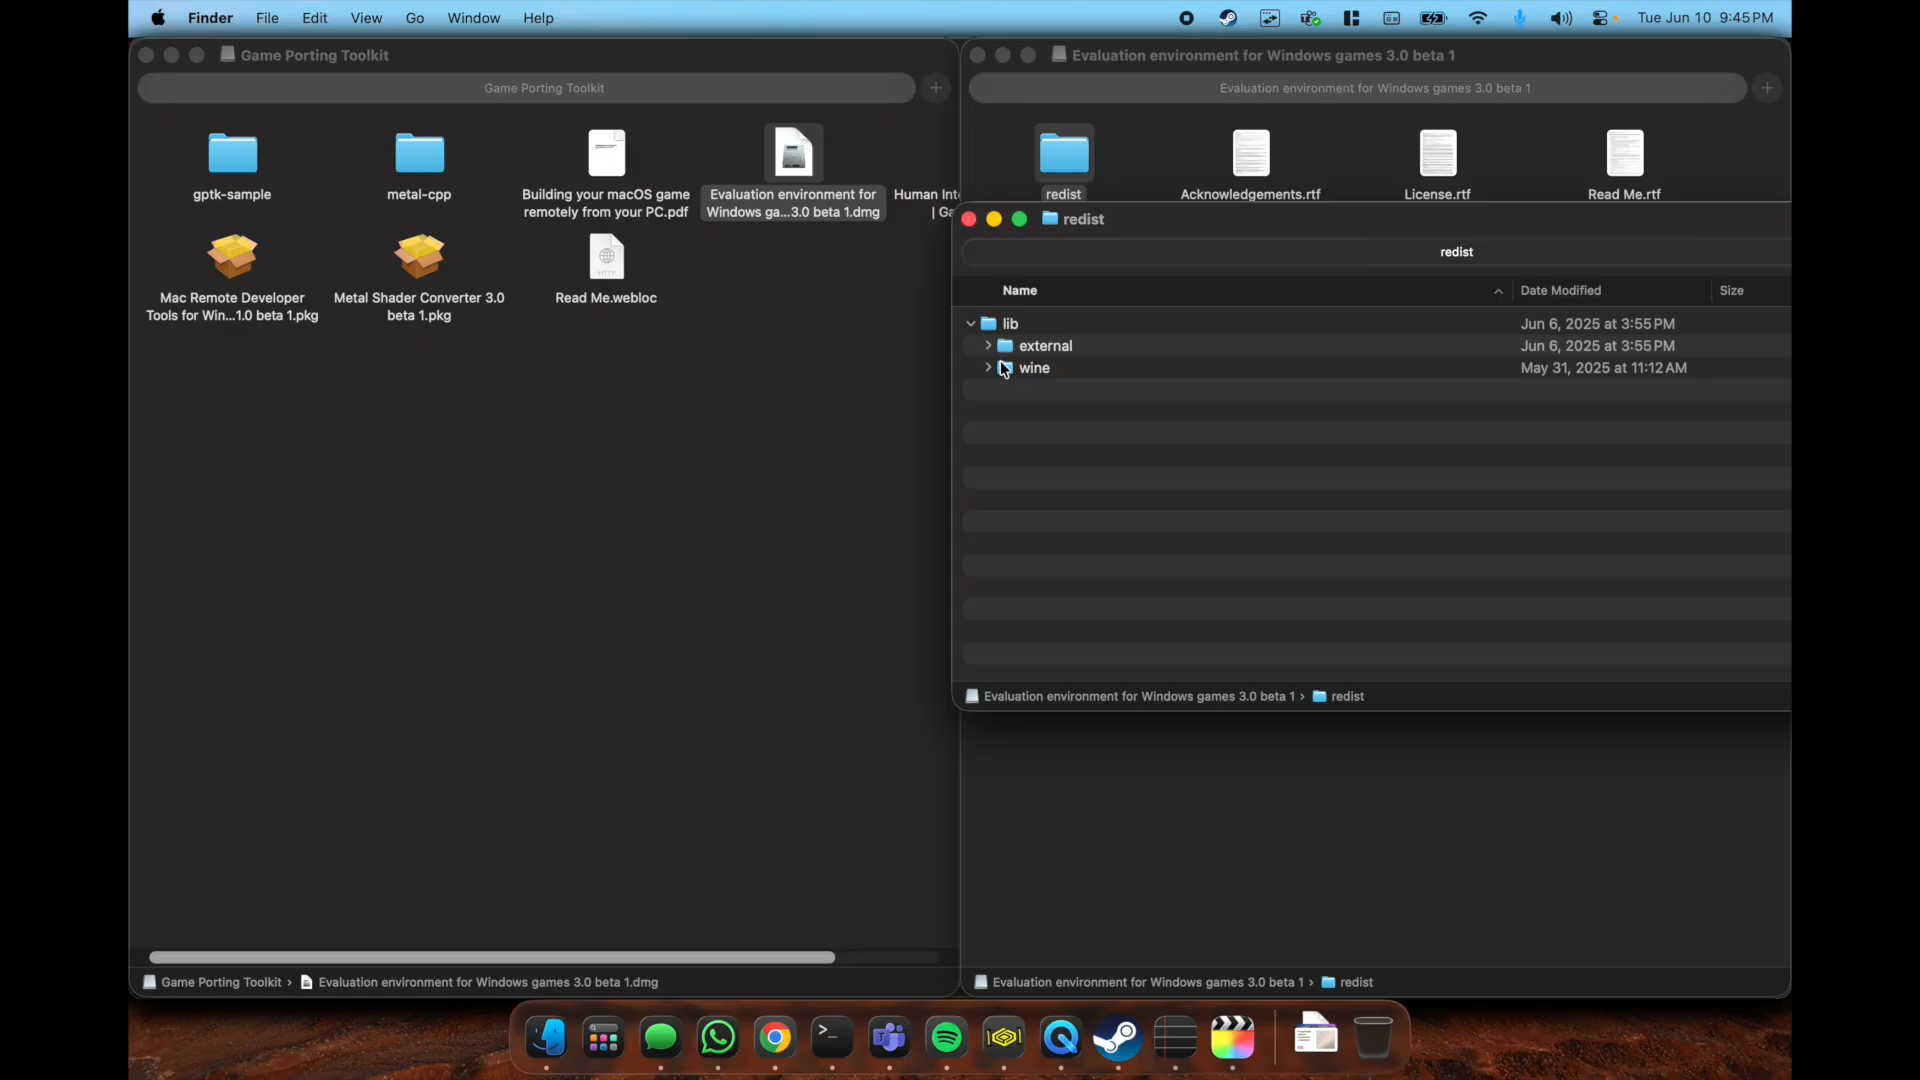 Finder File Edit View Go Window Help
Tue Jun 10 9:45 PM
Game Porting Toolkit
Game Porting Toolkit
gptk-sample
metal-cpp
Building your macOS game
remotely from your PC.pdf
Evaluation environment for
Windows ga...3.0 beta 1.dmg
Human Int
| Ga
Mac Remote Developer
Tools for Win...1.0 beta 1.pkg
Metal Shader Converter 3.0
beta 1.pkg
HTTP
Read Me.webloc
Game Porting Toolkit › Evaluation environment for Windows games 3.0 beta 1.dmg
Evaluation environment for Windows games 3.0 beta 1
Evaluation environment for Windows games 3.0 beta 1
redist
Acknowledgements.rtf
License.rtf
Read Me.rtf
redist
redist
Name Date Modified Size
lib Jun 6, 2025 at 3:55 PM
external Jun 6, 2025 at 3:55 PM
wine May 31, 2025 at 11:12 AM
Evaluation environment for Windows games 3.0 beta 1 › redist
Evaluation environment for Windows games 3.0 beta 1 › redist